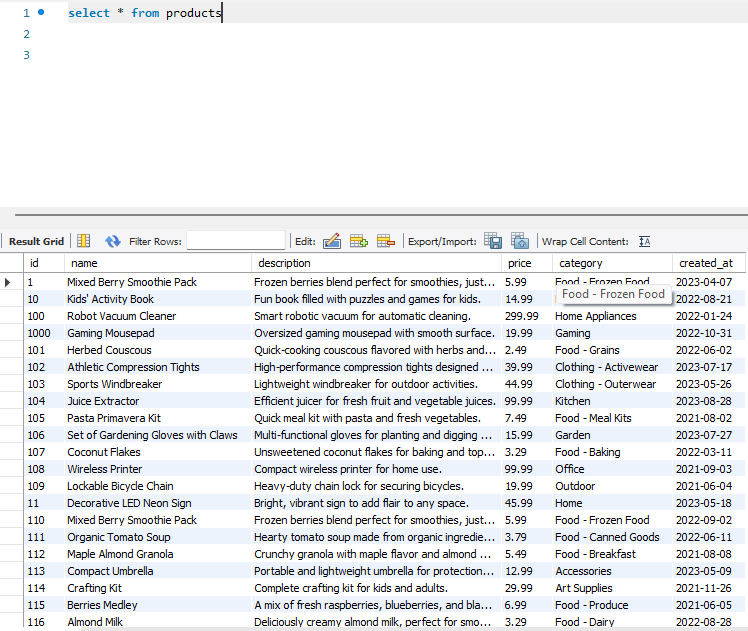 1 select * from products
2
3
Result Grid Filter Rows: Edit: Export/Import: Wrap Cell Content:
id name description price category created_at
1 Mixed Berry Smoothie Pack Frozen berries blend perfect for smoothies, just... 5.99 Food - Frozen Food 2023-04-07
Food - Frozen Food
10 Kids' Activity Book Fun book filled with puzzles and games for kids. 14.99 2022-08-21
100 Robot Vacuum Cleaner Smart robotic vacuum for automatic cleaning. 299.99 Home Appliances 2022-01-24
1000 Gaming Mousepad Oversized gaming mousepad with smooth surface. 19.99 Gaming 2022-10-31
101 Herbed Couscous Quick-cooking couscous flavored with herbs and... 2.49 Food - Grains 2022-06-02
102 Athletic Compression Tights High-performance compression tights designed ... 39.99 Clothing - Activewear 2023-07-17
103 Sports Windbreaker Lightweight windbreaker for outdoor activities. 44.99 Clothing - Outerwear 2023-05-26
104 Juice Extractor Efficient juicer for fresh fruit and vegetable juices. 99.99 Kitchen 2023-08-28
105 Pasta Primavera Kit Quick meal kit with pasta and fresh vegetables. 7.49 Food - Meal Kits 2021-08-02
106 Set of Gardening Gloves with Claws Multi-functional gloves for planting and digging ... 15.99 Garden 2023-07-27
107 Coconut Flakes Unsweetened coconut flakes for baking and top... 3.29 Food - Baking 2022-03-11
108 Wireless Printer Compact wireless printer for home use. 99.99 Office 2021-09-03
109 Lockable Bicycle Chain Heavy-duty chain lock for securing bicycles. 19.99 Outdoor 2021-06-04
11 Decorative LED Neon Sign Bright, vibrant sign to add flair to any space. 45.99 Home 2023-05-18
110 Mixed Berry Smoothie Pack Frozen berries blend perfect for smoothies, just... 5.99 Food - Frozen Food 2022-09-02
111 Organic Tomato Soup Hearty tomato soup made from organic ingredie... 3.79 Food - Canned Goods 2022-06-11
112 Maple Almond Granola Crunchy granola with maple flavor and almond ... 5.49 Food - Breakfast 2021-08-08
113 Compact Umbrella Portable and lightweight umbrella for protection... 12.99 Accessories 2023-05-09
114 Crafting Kit Complete crafting kit for kids and adults. 29.99 Art Supplies 2021-11-26
115 Berries Medley A mix of fresh raspberries, blueberries, and bla... 6.99 Food - Produce 2021-06-05
116 Almond Milk Deliciously creamy almond milk, perfect for smo... 3.29 Food - Dairy 2022-08-28